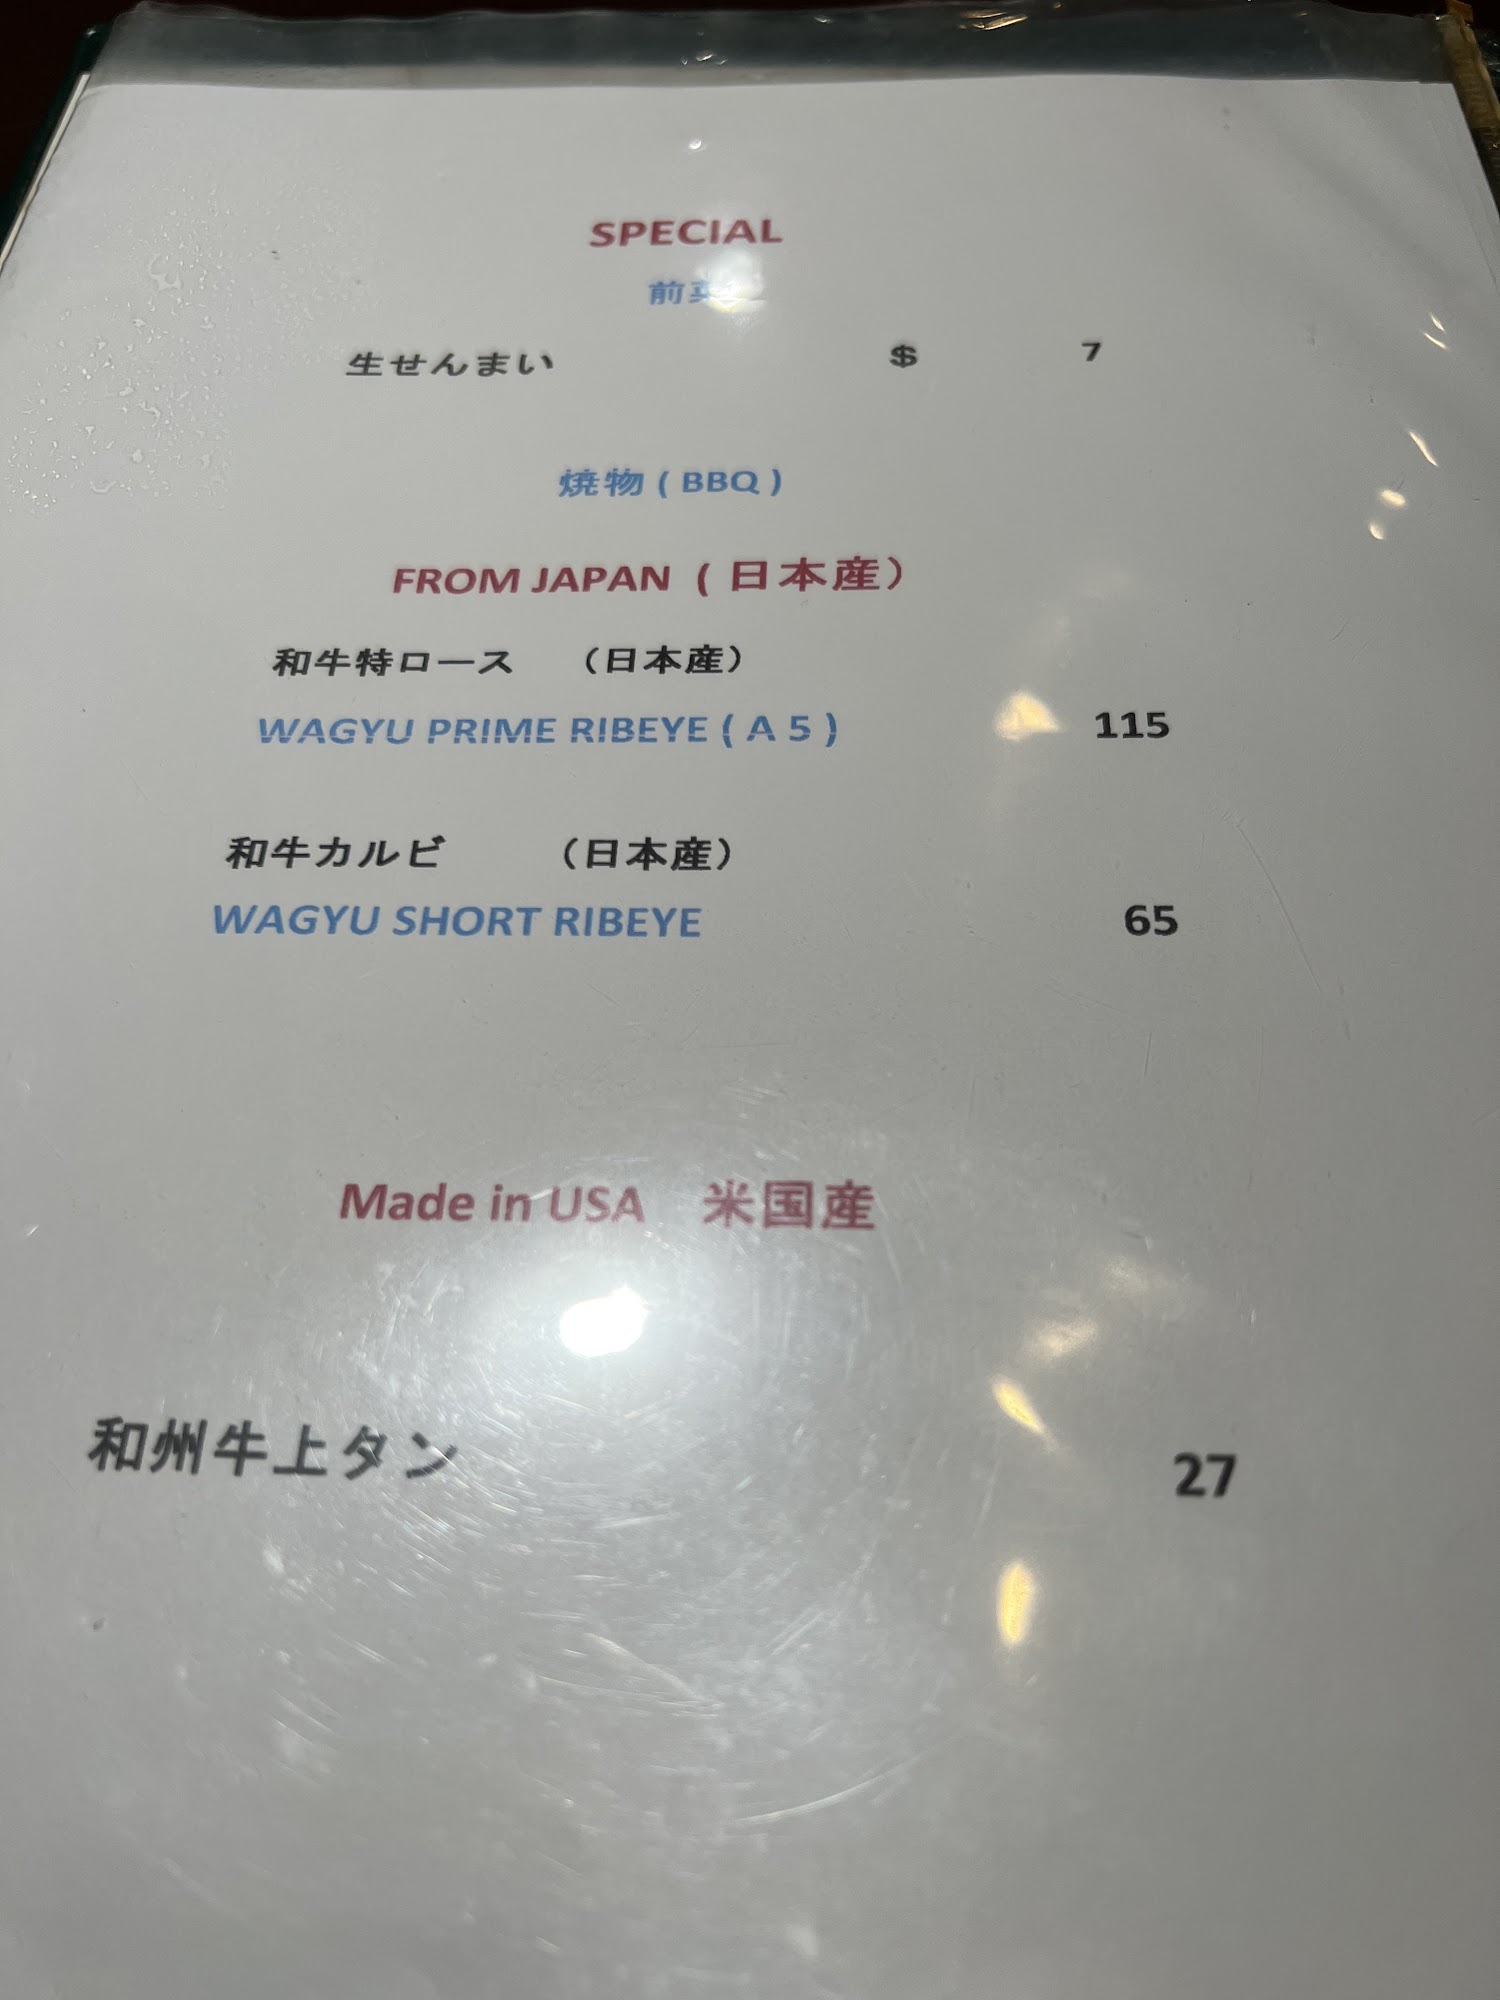 SPECIAL
前菜
生せんまい $ 7
焼物 ( BBQ )
FROM JAPAN ( 日本産）
和牛特ロース （日本産）
WAGYU PRIME RIBEYE ( A 5 ) 115
和牛カルビ （日本産）
WAGYU SHORT RIBEYE 65
Made in USA 米国産
和州牛上タン 27